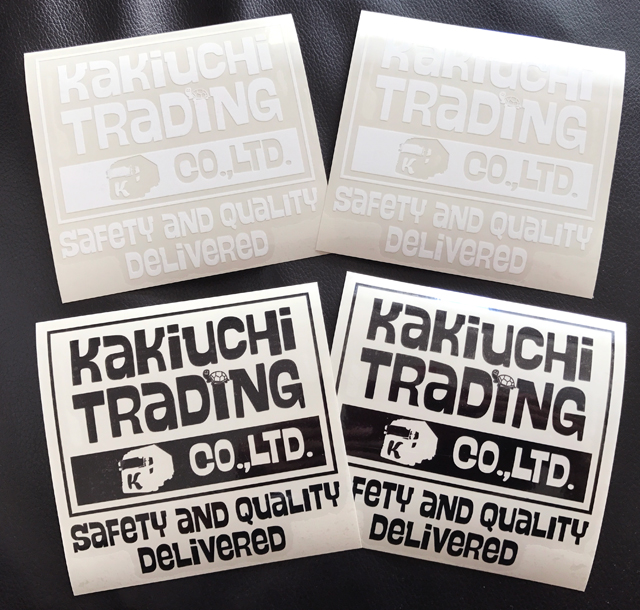 KaKiUCHi
TRaDiNG
K CO.,LTD.
SaFETY aND QUaLiTY
DELiVERED
KaKiUCHi
TRaDiNG
K CO.,LTD.
SaFETY aND QUaLiTY
DELiVERED
KaKiUCHi
TRaDiNG
K CO.,LTD.
SaFETY aND QUaLiTY
DELiVERED
KaKiUCHi
TRaDiNG
K CO.,LTD.
FETY aND QUaLiTY
DELiVERED